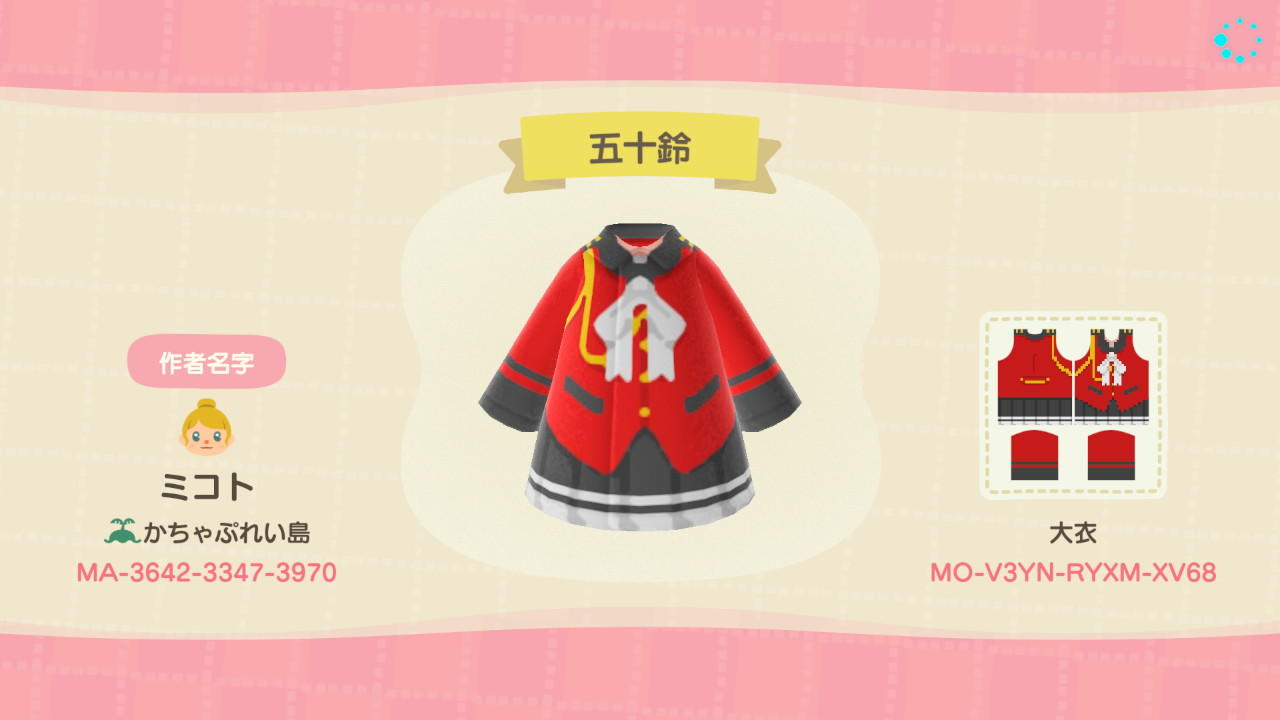 五十鈴
作者名字
ミコト
かちゃぷれい島
MA-3642-3347-3970
大衣
MO-V3YN-RYXM-XV68